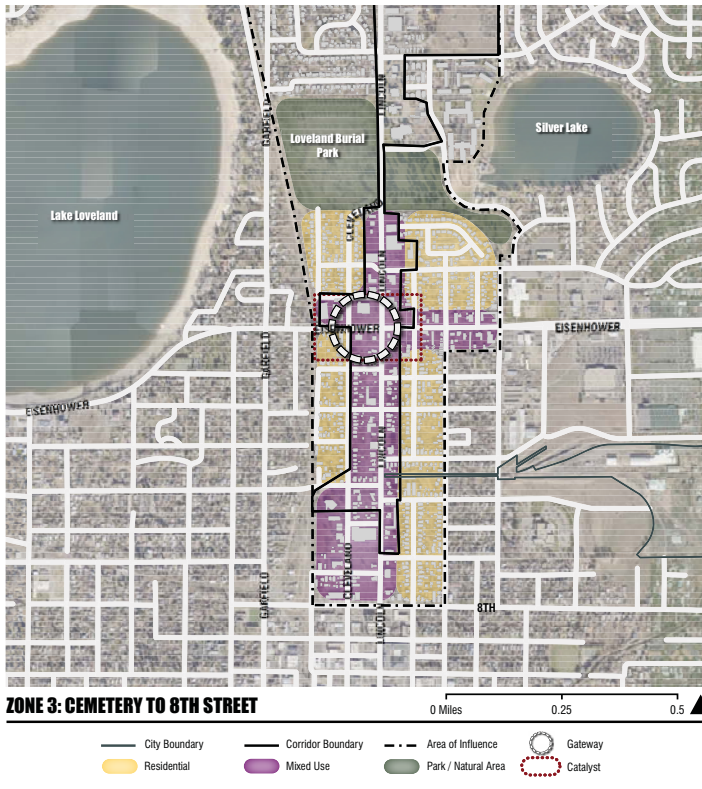 LINCOLN
GARFIELD
Loveland Burial
Park
Silver Lake
Lake Loveland
CLEVELAND
LINCOLN
EISENHOWER
EISENHOWER
GARFIELD
EISENHOWER
LINCOLN
CLEVELAND
GARFIELD
8TH
LINCOLN
ZONE 3: CEMETERY TO 8TH STREET
0 Miles 0.25 0.5
City Boundary Corridor Boundary Area of Influence Gateway
Residential Mixed Use Park / Natural Area Catalyst